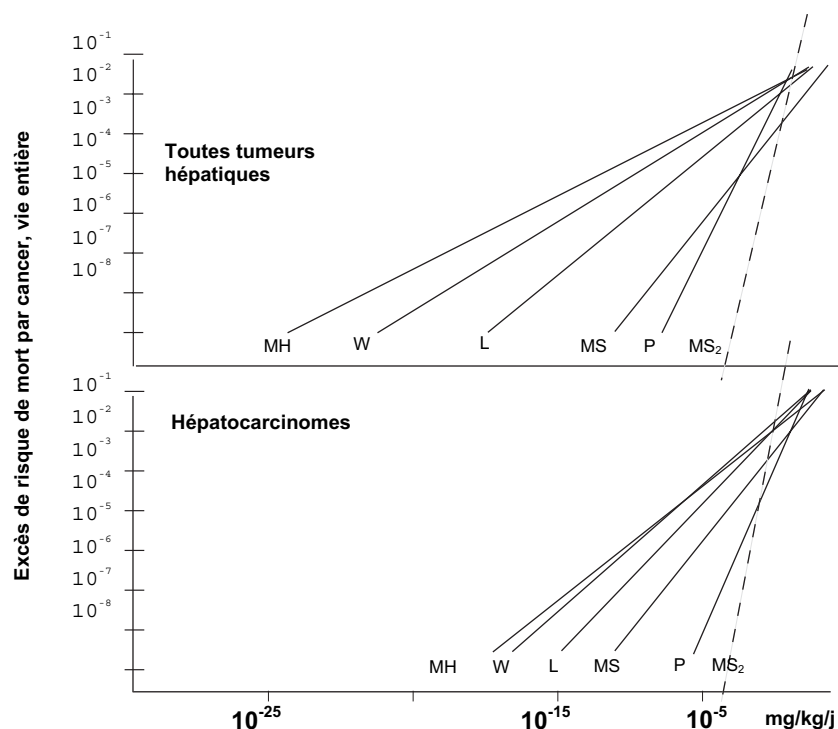 Excès de risque de mort par cancer, vie entière
10⁻¹
10⁻²
10⁻³
10⁻⁴
10⁻⁵
10⁻⁶
10⁻⁷
10⁻⁸
Toutes tumeurs
hépatiques
MH W L MS P MS₂
10⁻¹
10⁻²
10⁻³
10⁻⁴
10⁻⁵
10⁻⁶
10⁻⁷
10⁻⁸
Hépatocarcinomes
MH W L MS P MS₂
10⁻²⁵ 10⁻¹⁵ 10⁻⁵ mg/kg/j